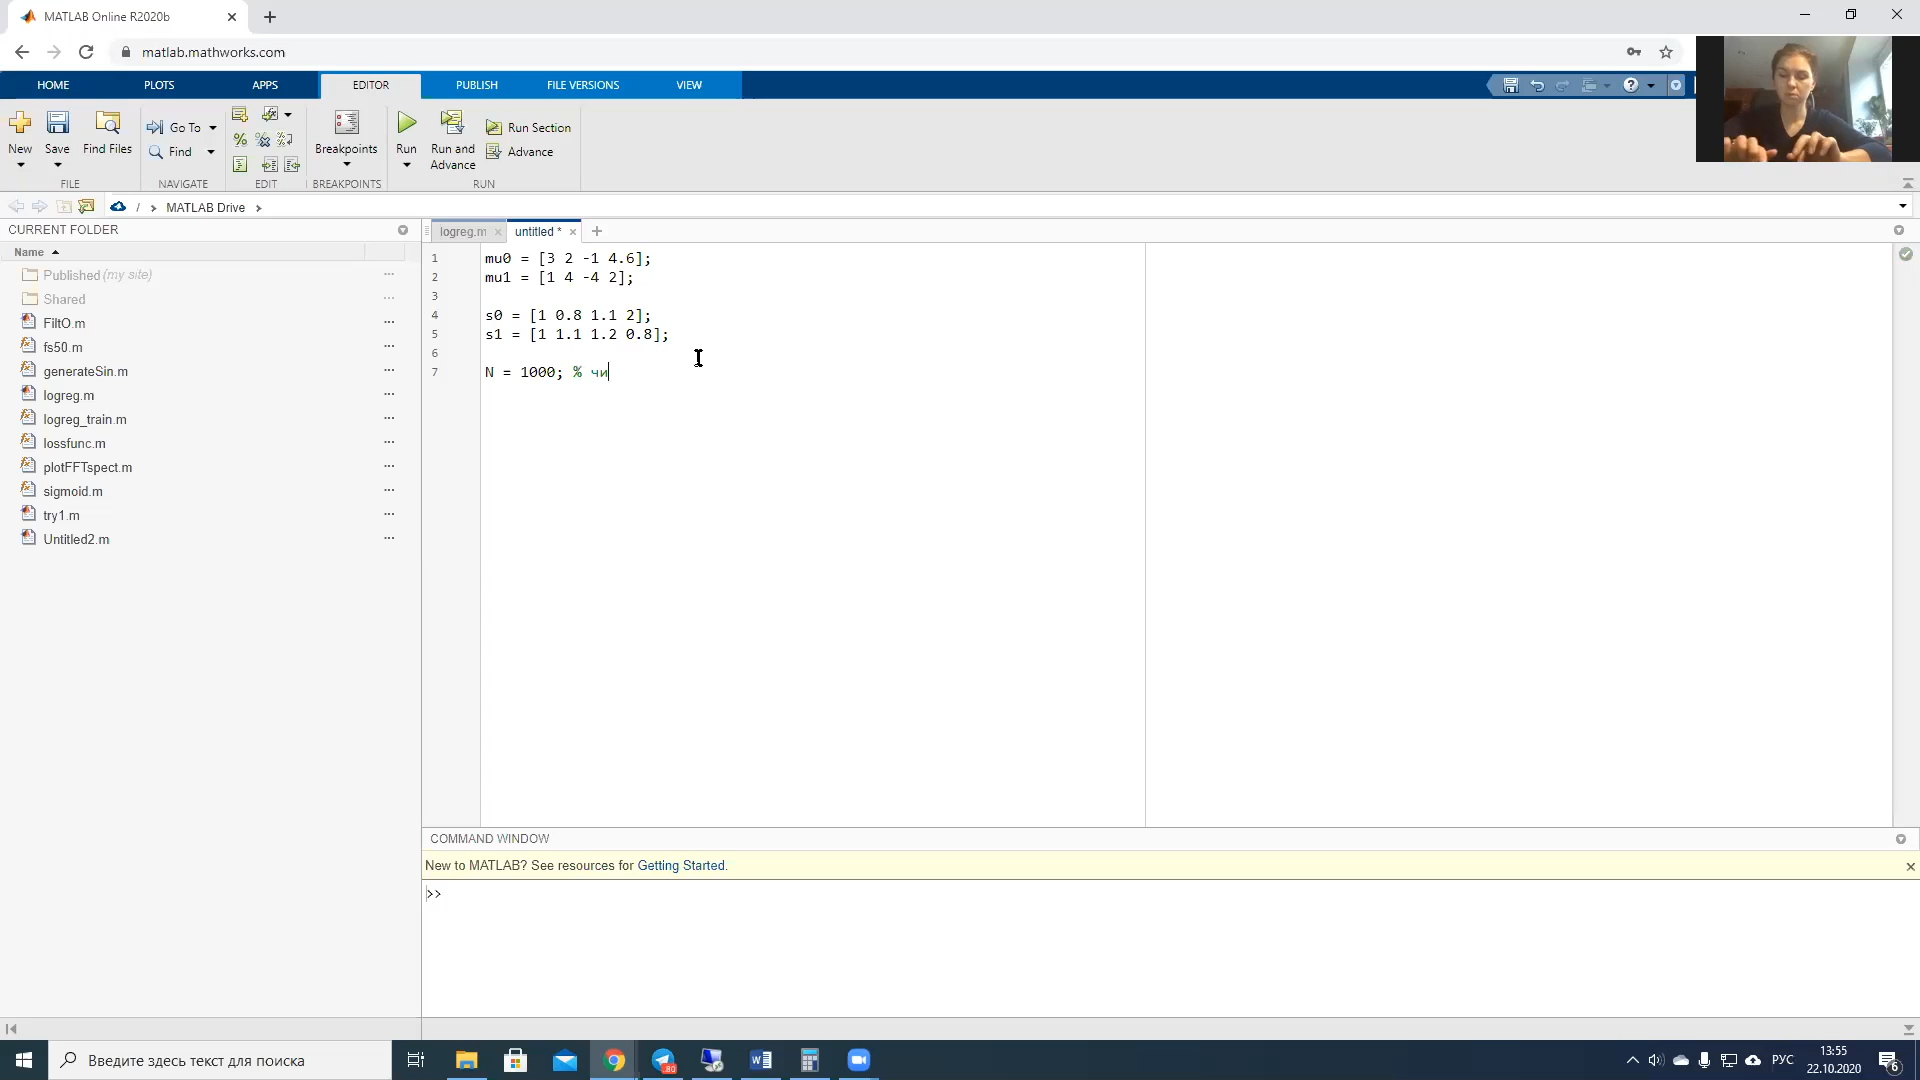 MATLAB Online R2020b
matlab.mathworks.com
HOME PLOTS APPS EDITOR PUBLISH FILE VERSIONS VIEW
New Save Find Files Go To Find Breakpoints Run Run and Advance Run Section Advance
FILE NAVIGATE EDIT BREAKPOINTS RUN
/ MATLAB Drive
CURRENT FOLDER
Name
Published (my site)
Shared
FiltO.m
fs50.m
generateSin.m
logreg.m
logreg_train.m
lossfunc.m
plotFFTspect.m
sigmoid.m
try1.m
Untitled2.m
logreg.m untitled *
1 mu0 = [3 2 -1 4.6];
2 mu1 = [1 4 -4 2];
3
4 s0 = [1 0.8 1.1 2];
5 s1 = [1 1.1 1.2 0.8];
6
7 N = 1000; % чи
COMMAND WINDOW
New to MATLAB? See resources for Getting Started.
>>
Введите здесь текст для поиска
80
РУС
13:55
22.10.2020
6